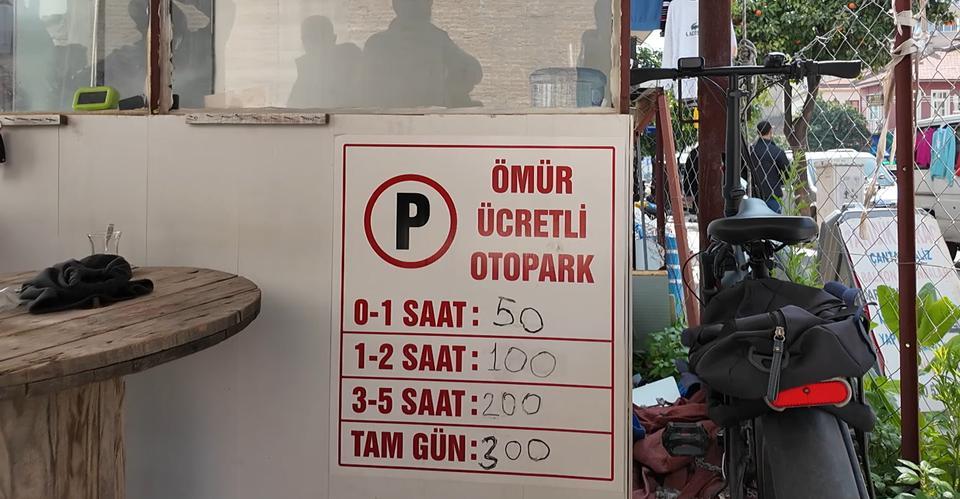 P
ÖMÜR
ÜCRETLİ
OTOPARK
0-1 SAAT: 50
1-2 SAAT: 100
3-5 SAAT: 200
TAM GÜN: 300